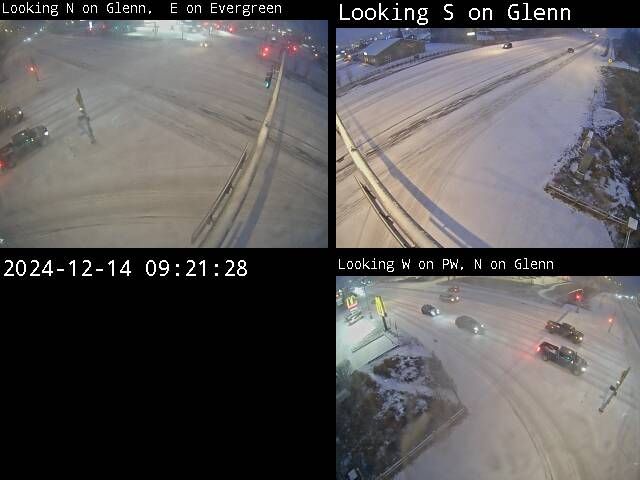 Looking N on Glenn, E on Evergreen
Looking S on Glenn
2024-12-14 09:21:28
Looking W on PW, N on Glenn